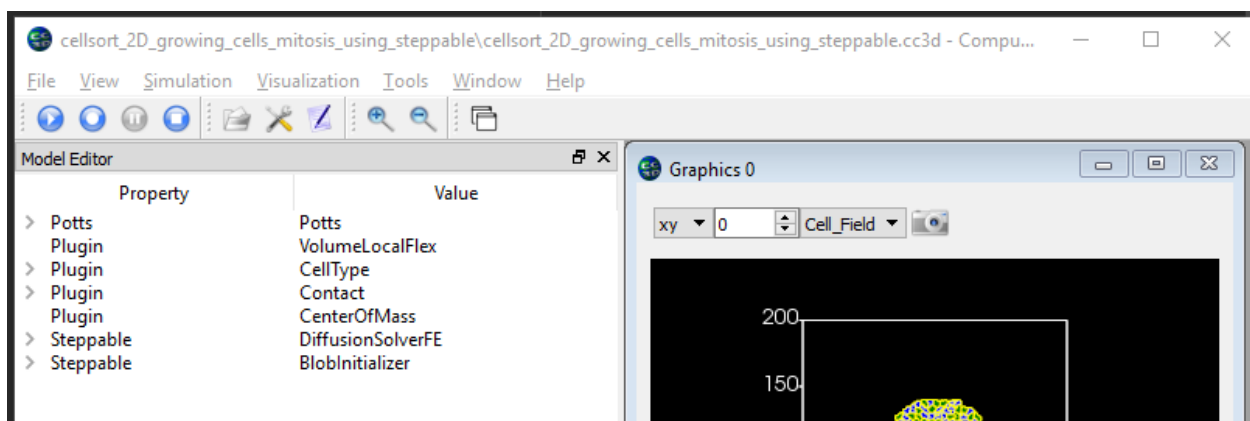 cellsort_2D_growing_cells_mitosis_using_steppable\cellsort_2D_growing_cells_mitosis_using_steppable.cc3d - Compu...
File View Simulation Visualization Tools Window Help
Model Editor
Property Value
Potts Potts
Plugin VolumeLocalFlex
Plugin CellType
Plugin Contact
Plugin CenterOfMass
Steppable DiffusionSolverFE
Steppable BlobInitializer
Graphics 0
xy 0 Cell_Field
200
150